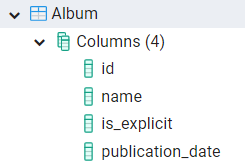 Album
Columns (4)
id
name
is_explicit
publication_date